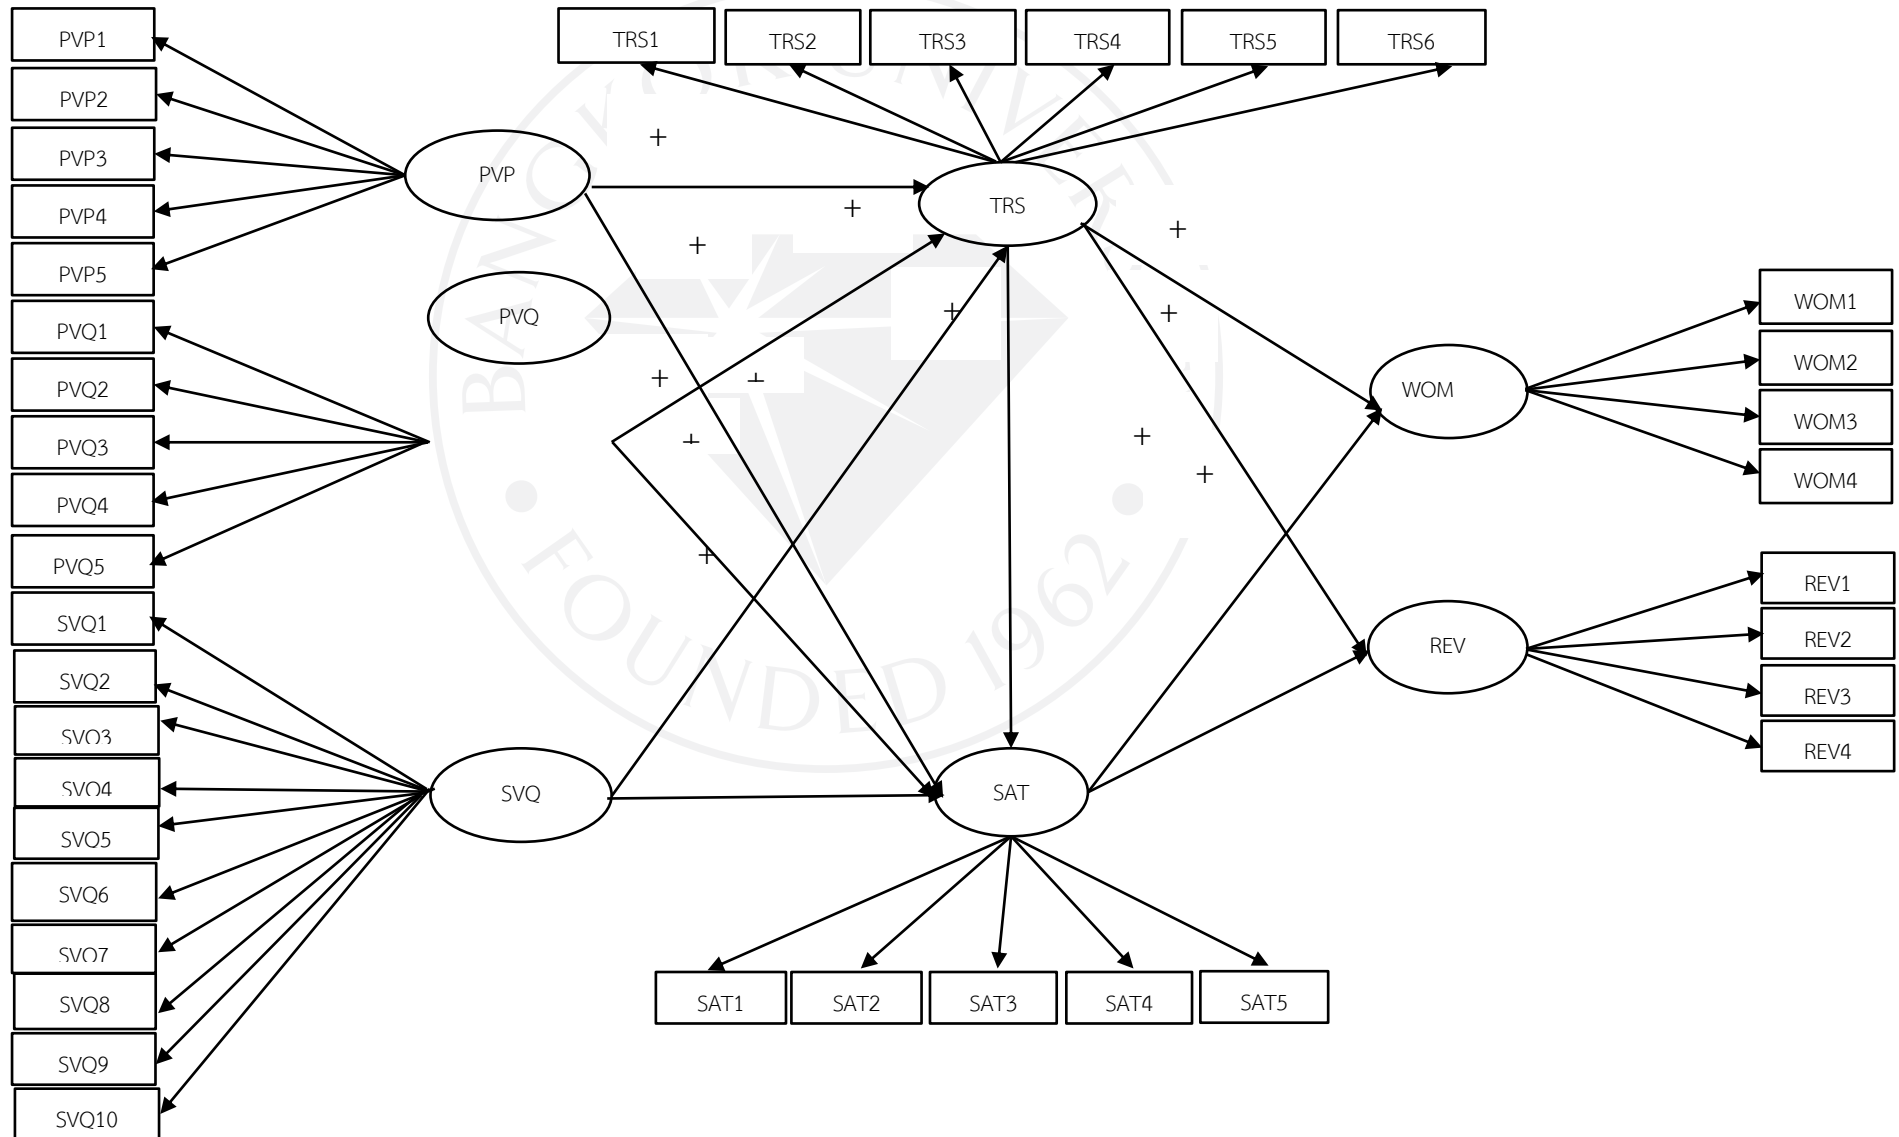 PVP1
PVP2
PVP3
PVP4
PVP5
PVQ1
PVQ2
PVQ3
PVQ4
PVQ5
SVQ1
SVQ2
SVQ3
SVQ4
SVQ5
SVQ6
SVQ7
SVQ8
SVQ9
SVQ10
PVP
PVQ
SVQ
TRS1
TRS2
TRS3
TRS4
TRS5
TRS6
TRS
+
+
+
+
+
+
+
+
+
+
+
+
+
SAT
SAT1
SAT2
SAT3
SAT4
SAT5
WOM
REV
WOM1
WOM2
WOM3
WOM4
REV1
REV2
REV3
REV4
FOUNDED 1962